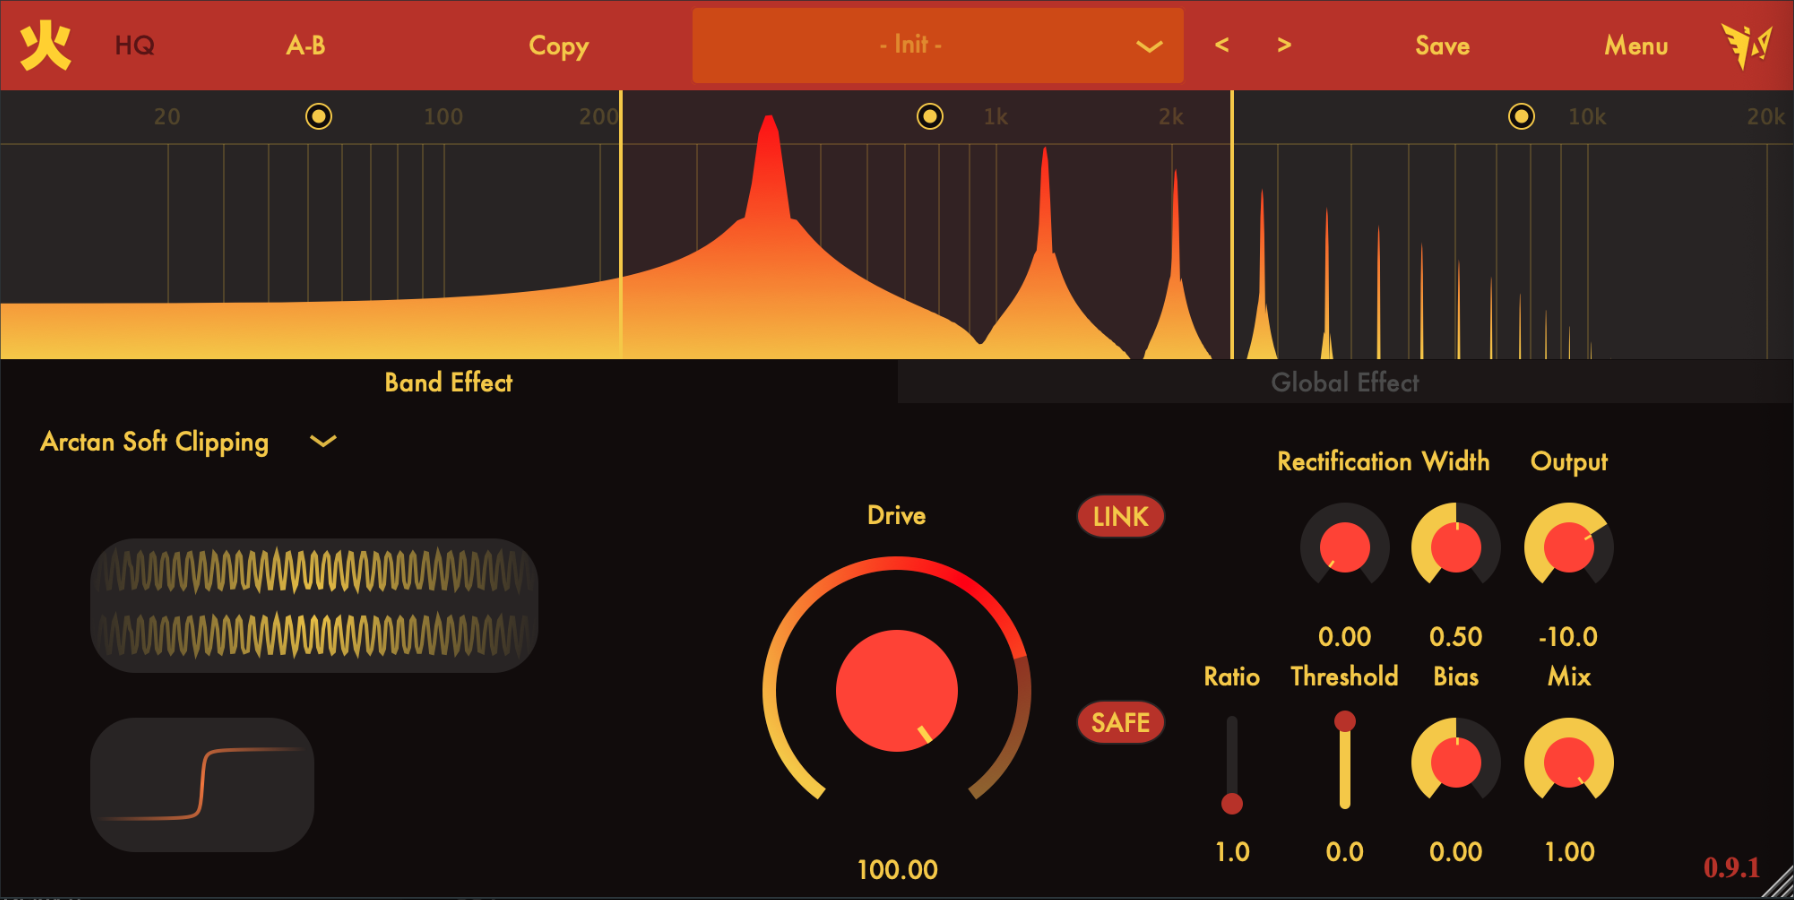 火 HQ A-B Copy - Init - < > Save Menu
20 100 200 1k 2k 10k 20k
Band Effect Global Effect
Arctan Soft Clipping
Rectification Width Output
Drive LINK
0.00 0.50 -10.0
Ratio Threshold Bias Mix
SAFE
1.0 0.0 0.00 1.00
100.00 0.9.1